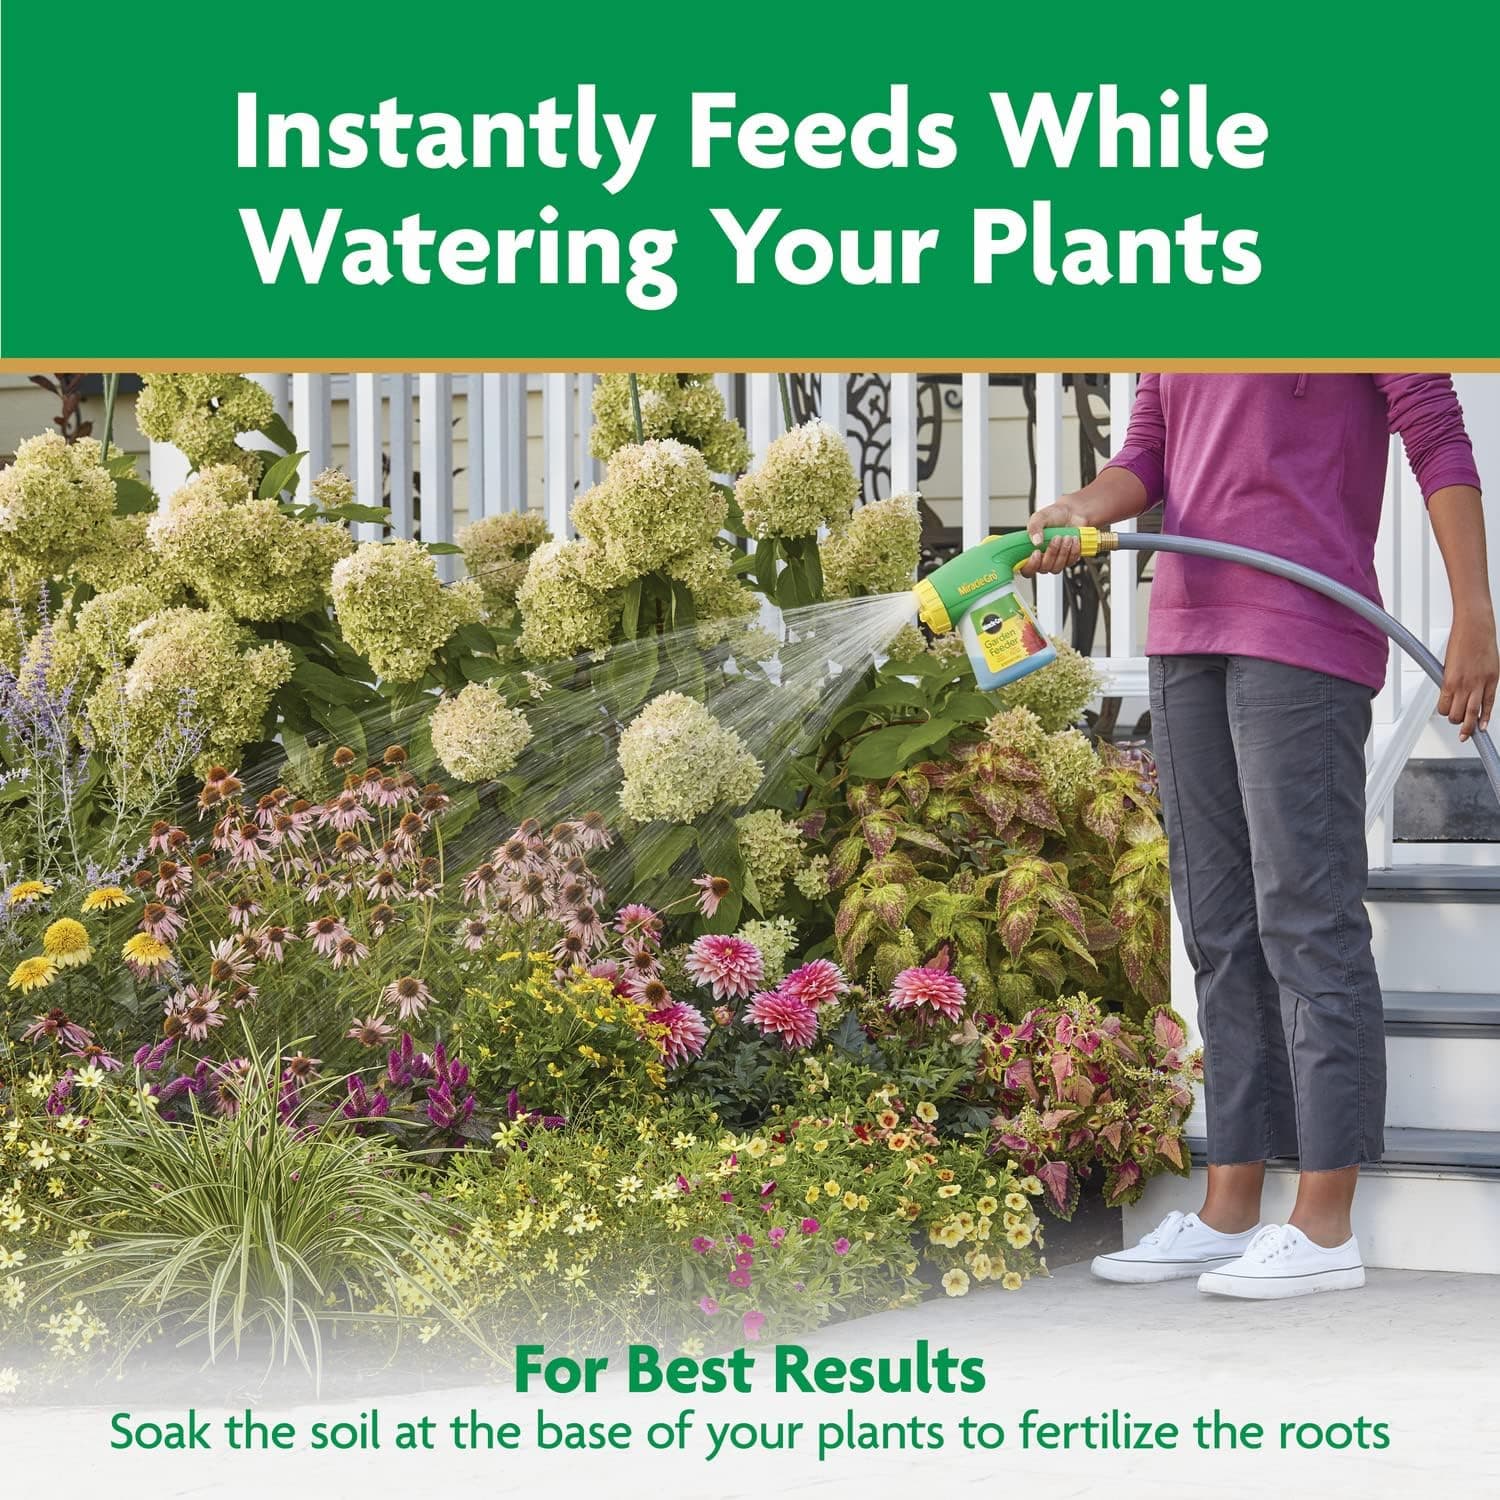 Instantly Feeds While
Watering Your Plants
Miracle-Gro
Miracle-Gro
Garden
Feeder
For Best Results
Soak the soil at the base of your plants to fertilize the roots